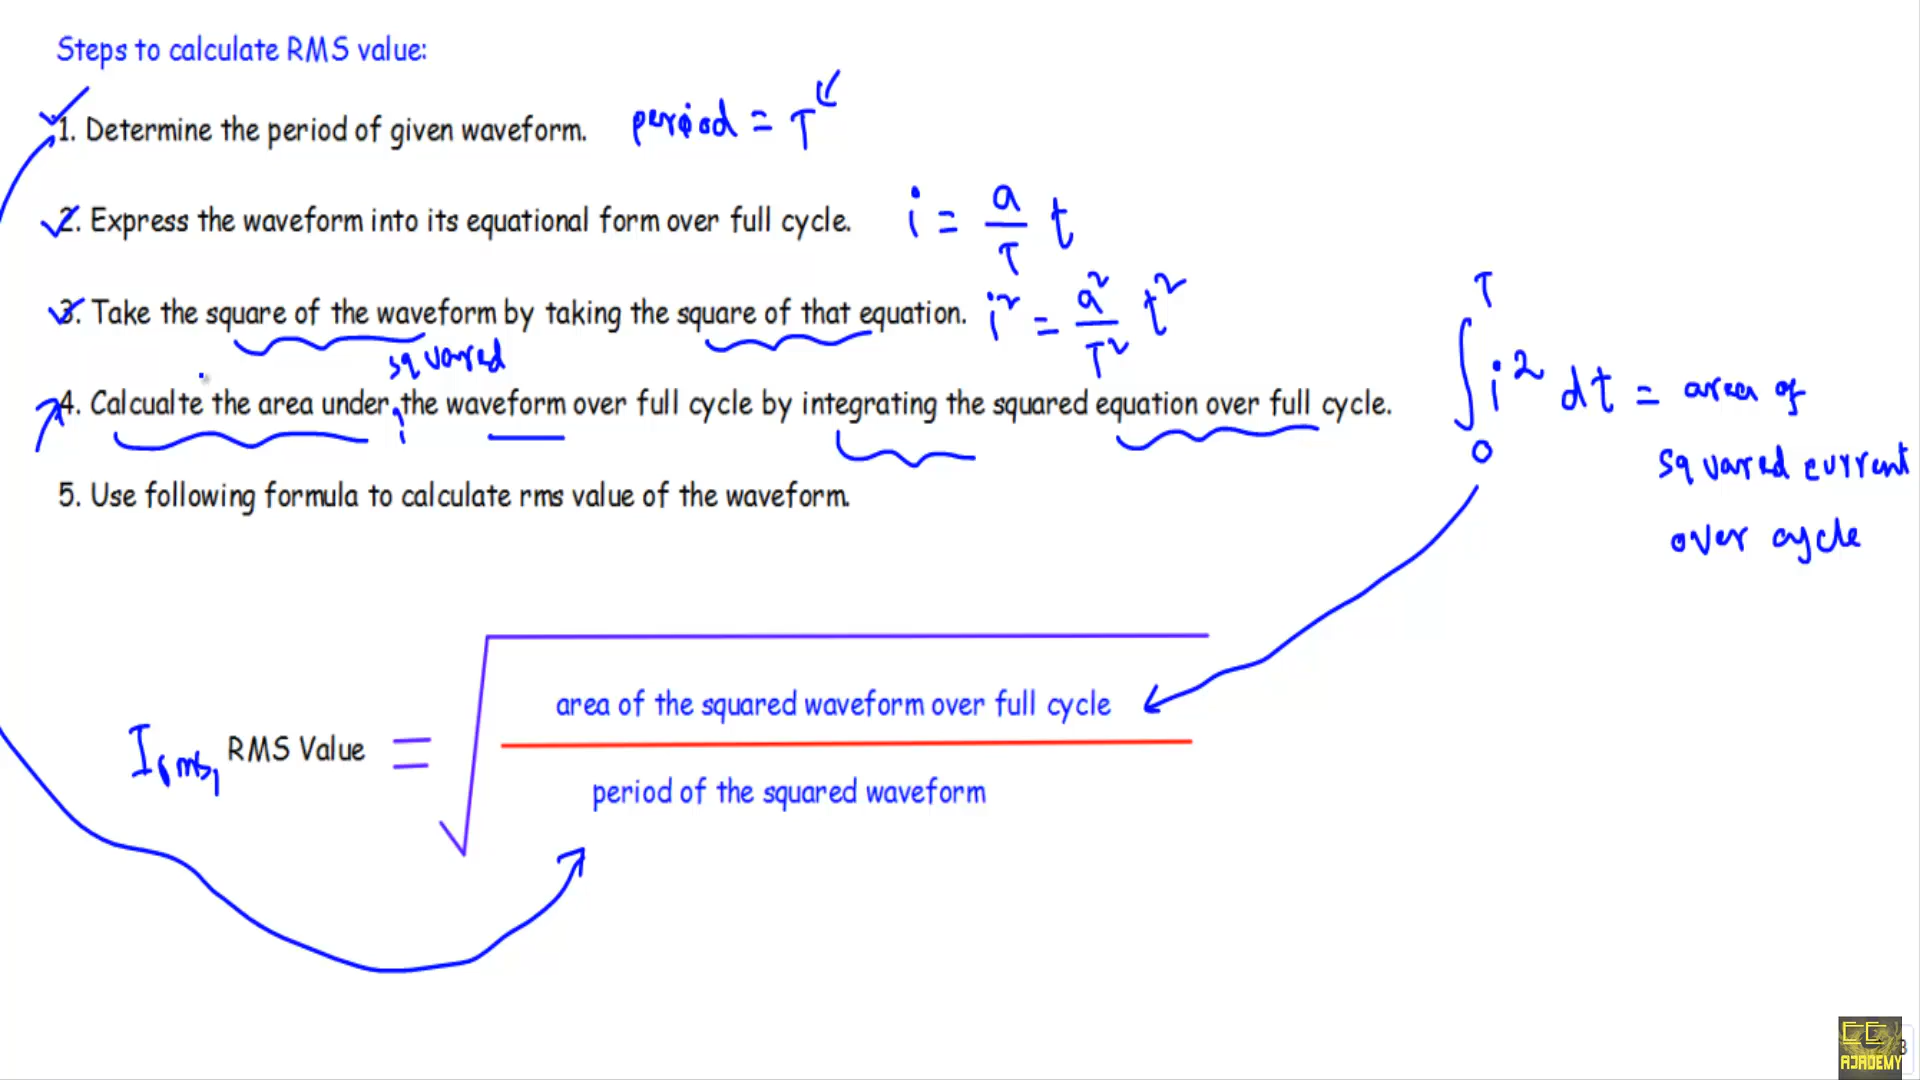 Steps to calculate RMS value:
1. Determine the period of given waveform. period = T
2. Express the waveform into its equational form over full cycle. i = a/T t
3. Take the square of the waveform by taking the square of that equation. i² = a²/T² t²
squared
4. Calcualte the area under the waveform over full cycle by integrating the squared equation over full cycle. ∫₀ᵀ i² dt = area of
squared current
over cycle
5. Use following formula to calculate rms value of the waveform.
area of the squared waveform over full cycle
Irms, RMS Value =
period of the squared waveform
EE
ACADEMY